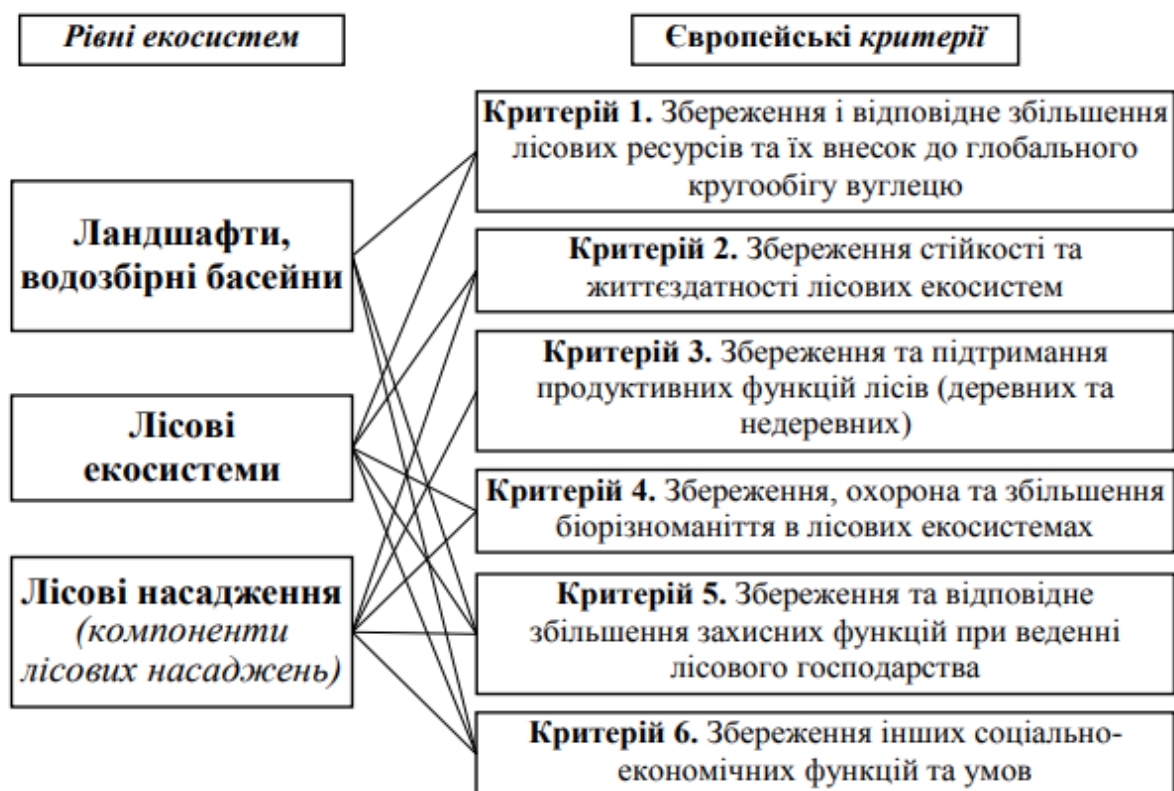 Рівні екосистем
Європейські критерії
Ландшафти,
водозбірні басейни
Лісові
екосистеми
Лісові насадження
(компоненти
лісових насаджень)
Критерій 1. Збереження і відповідне збільшення
лісових ресурсів та їх внесок до глобального
кругообігу вуглецю
Критерій 2. Збереження стійкості та
життєздатності лісових екосистем
Критерій 3. Збереження та підтримання
продуктивних функцій лісів (деревних та
недеревних)
Критерій 4. Збереження, охорона та збільшення
біорізноманіття в лісових екосистемах
Критерій 5. Збереження та відповідне
збільшення захисних функцій при веденні
лісового господарства
Критерій 6. Збереження інших соціально-
економічних функцій та умов